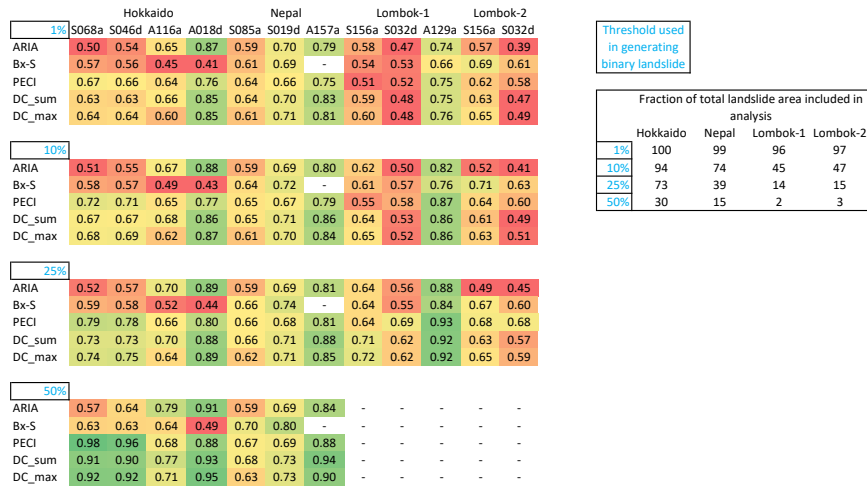 Hokkaido Nepal Lombok-1 Lombok-2
1% S068a S046d A116a A018d S085a S019d A157a S156a S032d A129a S156a S032d
ARIA 0.50 0.54 0.65 0.87 0.59 0.70 0.79 0.58 0.47 0.74 0.57 0.39
Bx-S 0.57 0.56 0.45 0.41 0.61 0.69 - 0.54 0.53 0.66 0.69 0.61
PECI 0.67 0.66 0.64 0.76 0.64 0.66 0.75 0.51 0.52 0.75 0.62 0.58
DC_sum 0.63 0.63 0.66 0.85 0.64 0.70 0.83 0.59 0.48 0.75 0.63 0.47
DC_max 0.64 0.64 0.60 0.85 0.61 0.71 0.81 0.60 0.48 0.76 0.65 0.49
10%
ARIA 0.51 0.55 0.67 0.88 0.59 0.69 0.80 0.62 0.50 0.82 0.52 0.41
Bx-S 0.58 0.57 0.49 0.43 0.64 0.72 - 0.61 0.57 0.76 0.71 0.63
PECI 0.72 0.71 0.65 0.77 0.65 0.67 0.79 0.55 0.58 0.87 0.64 0.60
DC_sum 0.67 0.67 0.68 0.86 0.65 0.71 0.86 0.64 0.53 0.86 0.61 0.49
DC_max 0.68 0.69 0.62 0.87 0.61 0.70 0.84 0.65 0.52 0.86 0.63 0.51
25%
ARIA 0.52 0.57 0.70 0.89 0.59 0.69 0.81 0.64 0.56 0.88 0.49 0.45
Bx-S 0.59 0.58 0.52 0.44 0.66 0.74 - 0.64 0.55 0.84 0.67 0.60
PECI 0.79 0.78 0.66 0.80 0.66 0.68 0.81 0.64 0.69 0.93 0.68 0.68
DC_sum 0.73 0.73 0.70 0.88 0.66 0.71 0.88 0.71 0.62 0.92 0.63 0.57
DC_max 0.74 0.75 0.64 0.89 0.62 0.71 0.85 0.72 0.62 0.92 0.65 0.59
50%
ARIA 0.57 0.64 0.79 0.91 0.59 0.69 0.84 - - - - -
Bx-S 0.63 0.63 0.64 0.49 0.70 0.80 - - - - - -
PECI 0.98 0.96 0.68 0.88 0.67 0.69 0.88 - - - - -
DC_sum 0.91 0.90 0.77 0.93 0.68 0.73 0.94 - - - - -
DC_max 0.92 0.92 0.71 0.95 0.63 0.73 0.90 - - - - -
Threshold used
in generating
binary landslide
Fraction of total landslide area included in
analysis
Hokkaido Nepal Lombok-1 Lombok-2
1% 100 99 96 97
10% 94 74 45 47
25% 73 39 14 15
50% 30 15 2 3